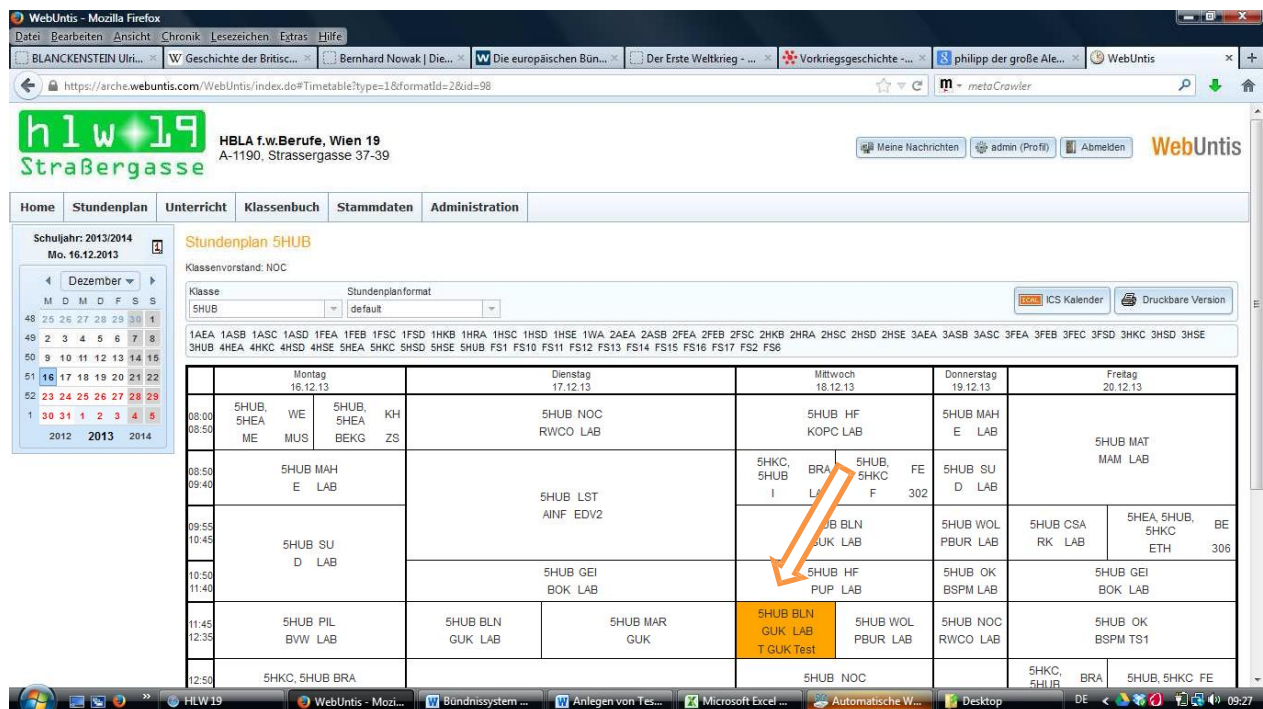 WebUntis - Mozilla Firefox
Datei Bearbeiten Ansicht Chronik Lesezeichen Extras Hilfe
BLANCKENSTEIN Ulri... Geschichte der Britisc... Bernhard Nowak | Die... Die europäischen Bün... Der Erste Weltkrieg - ... Vorkriegsgeschichte -... philipp der große Ale... WebUntis
https://arche.webuntis.com/WebUntis/index.do#Timetable?type=1&formatId=2&id=98 metaCrawler
hlw+19
Straßergasse
HBLA f.w.Berufe, Wien 19
A-1190, Strassergasse 37-39
Meine Nachrichten admin (Profil) Abmelden WebUntis
Home Stundenplan Unterricht Klassenbuch Stammdaten Administration
Schuljahr: 2013/2014
Mo. 16.12.2013
Dezember
M D M D F S S
48 25 26 27 28 29 30 1
49 2 3 4 5 6 7 8
50 9 10 11 12 13 14 15
51 16 17 18 19 20 21 22
52 23 24 25 26 27 28 29
1 30 31 1 2 3 4 5
2012 2013 2014
Stundenplan 5HUB
Klassenvorstand: NOC
Klasse Stundenplanformat
5HUB default
ICS Kalender Druckbare Version
1AEA 1ASB 1ASC 1ASD 1FEA 1FEB 1FSC 1FSD 1HKB 1HRA 1HSC 1HSD 1HSE 1WA 2AEA 2ASB 2FEA 2FEB 2FSC 2HKB 2HRA 2HSC 2HSD 2HSE 3AEA 3ASB 3ASC 3FEA 3FEB 3FEC 3FSD 3HKC 3HSD 3HSE
3HUB 4HEA 4HKC 4HSD 4HSE 5HEA 5HKC 5HSD 5HSE 5HUB FS1 FS10 FS11 FS12 FS13 FS14 FS15 FS16 FS17 FS2 FS6
Montag Dienstag Mittwoch Donnerstag Freitag
16.12.13 17.12.13 18.12.13 19.12.13 20.12.13
08:00
08:50
5HUB, 5HEA WE
ME MUS
5HUB, 5HEA KH
BEKG ZS
5HUB NOC
RWCO LAB
5HUB HF
KOPC LAB
5HUB MAH
E LAB
5HUB MAT
MAM LAB
08:50
09:40
5HUB MAH
E LAB
5HUB LST
AINF EDV2
5HKC, 5HUB BRA
I
5HUB, 5HKC FE
F 302
5HUB SU
D LAB
09:55
10:45
5HUB SU
D LAB
BLN
LAB
5HUB WOL
PBUR LAB
5HUB CSA
RK LAB
5HEA, 5HUB, 5HKC BE
ETH 306
10:50
11:40
5HUB GEI
BOK LAB
5HUB HF
PUP LAB
5HUB OK
BSPM LAB
5HUB GEI
BOK LAB
11:45
12:35
5HUB PIL
BVW LAB
5HUB BLN
GUK LAB
5HUB MAR
GUK
5HUB BLN
GUK LAB
T GUK Test
5HUB WOL
PBUR LAB
5HUB NOC
RWCO LAB
5HUB OK
BSPM TS1
12:50
5HKC, 5HUB BRA
5HUB NOC
5HKC, 5HUB BRA
5HUB, 5HKC FE
HLW 19 WebUntis - Mozi... Bündnissystem ... Anlegen von Tes... Microsoft Excel ... Automatische W... Desktop DE 09:27